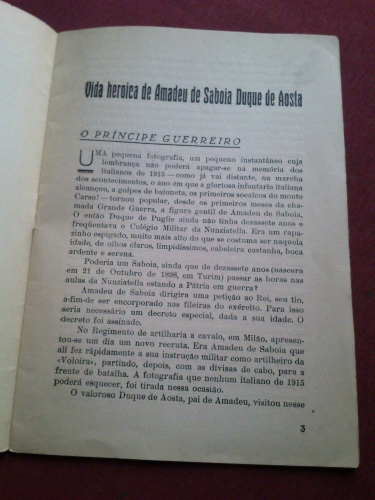 Vida heroica de Amadeu de Saboia Duque de Aosta
O PRÍNCIPE GUERREIRO
UMA pequena fotografia, um pequeno instantâneo cuja
lembrança não poderá apagar-se na memória dos
italianos de 1915 — como já vai distante, na marcha
dos acontecimentos, o ano em que a gloriosa infantaria italiana
alcançou, a golpes de baioneta, os primeiros socalcos do monte
Carso! — tornou popular, desde os primeiros meses da cha-
mada Grande Guerra, a figura gentil de Amadeu de Saboia.
O então Duque de Puglie ainda não tinha dezassete anos e
freqüentava o Colégio Militar da Nunziatella. Era um rapa-
zinho espigado, muito mais alto do que se costuma ser naquela
idade, de olhos claros, limpidíssimos, cabeleira castanha, boca
ardente e serena.
Poderia um Saboia, ainda que de dezassete anos (nascera
em 21 de Outubro de 1898, em Turim) passar as horas nas
aulas da Nunziatella estando a Pátria em guerra?
Amadeu de Saboia dirigira uma petição ao Rei, seu tio,
a-fim-de ser encorporado nas fileiras do exército. Para isso
seria necessário um decreto especial, dada a sua idade. O
decreto foi assinado.
No Regimento de artilharia a cavalo, em Milão, apresen-
tou-se um dia um novo recruta. Era Amadeu de Saboia que
ali fez ràpidamente a sua instrução militar como artilheiro da
«Voloira», partindo, depois, com as divisas de cabo, para a
frente de batalha. A fotografia que nenhum italiano de 1915
poderá esquecer, foi tirada nessa ocasião.
O valoroso Duque de Aosta, pai de Amadeu, visitou nesse
3